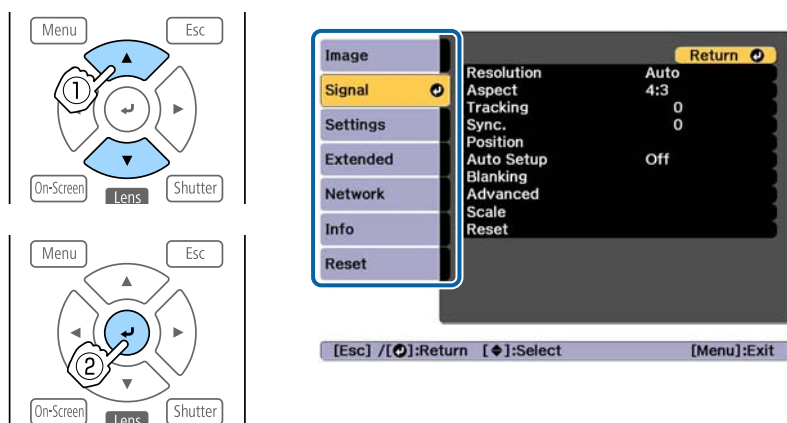 Menu Esc
1
On-Screen Lens Shutter
Menu Esc
2
On-Screen Lens Shutter
Image
Signal
Settings
Extended
Network
Info
Reset
Return
Resolution Auto
Aspect 4:3
Tracking 0
Sync. 0
Position
Auto Setup Off
Blanking
Advanced
Scale
Reset
[Esc] /[ ]:Return [ ]:Select [Menu]:Exit